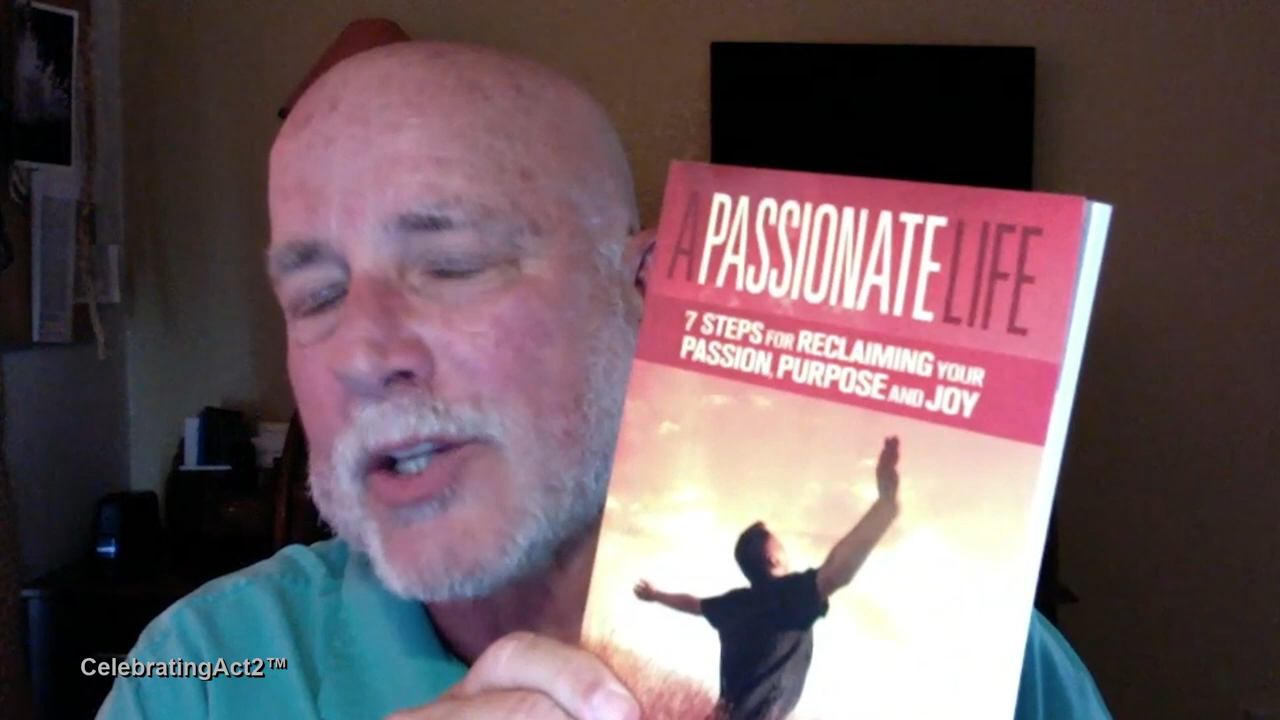 A PASSIONATE LIFE
7 STEPS FOR RECLAIMING YOUR
PASSION, PURPOSE AND JOY
CelebratingAct2™